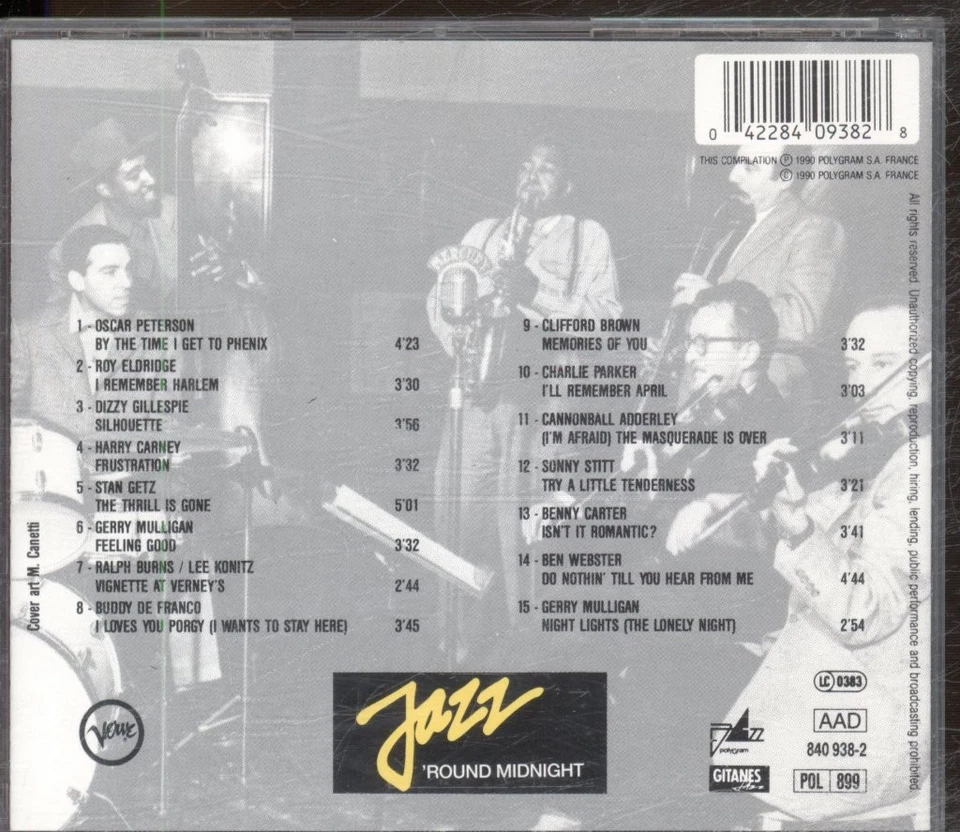 0 42284 09382 8
THIS COMPILATION Ⓟ 1990 POLYGRAM S.A. FRANCE
© 1990 POLYGRAM S.A. FRANCE
All rights reserved. Unauthorized copying, reproduction, hiring, lending, public performance and broadcasting prohibited.
MERCURY
1 - OSCAR PETERSON
BY THE TIME I GET TO PHENIX 4'23
2 - ROY ELDRIDGE
I REMEMBER HARLEM 3'30
3 - DIZZY GILLESPIE
SILHOUETTE 3'56
4 - HARRY CARNEY
FRUSTRATION 3'32
5 - STAN GETZ
THE THRILL IS GONE 5'01
6 - GERRY MULLIGAN
FEELING GOOD 3'32
7 - RALPH BURNS / LEE KONITZ
VIGNETTE AT VERNEY'S 2'44
8 - BUDDY DE FRANCO
I LOVES YOU PORGY (I WANTS TO STAY HERE) 3'45
9 - CLIFFORD BROWN
MEMORIES OF YOU 3'32
10 - CHARLIE PARKER
I'LL REMEMBER APRIL 3'03
11 - CANNONBALL ADDERLEY
(I'M AFRAID) THE MASQUERADE IS OVER 3'11
12 - SONNY STITT
TRY A LITTLE TENDERNESS 3'21
13 - BENNY CARTER
ISN'T IT ROMANTIC? 3'41
14 - BEN WEBSTER
DO NOTHIN' TILL YOU HEAR FROM ME 4'44
15 - GERRY MULLIGAN
NIGHT LIGHTS (THE LONELY NIGHT) 2'54
Cover art M. Canetti
Verve
Jazz
'ROUND MIDNIGHT
Jazz
polygram
GITANES
Jazz
LC 0383
AAD
840 938-2
POL 899